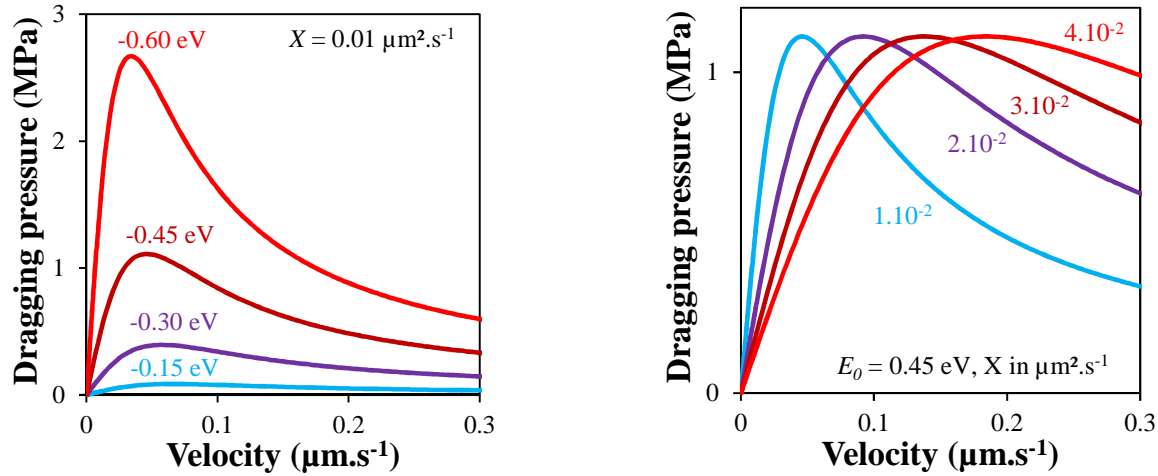 Dragging pressure (MPa)
3
2
1
0
X = 0.01 µm².s⁻¹
-0.60 eV
-0.45 eV
-0.30 eV
-0.15 eV
0
0.1
0.2
0.3
Velocity (µm.s⁻¹)
Dragging pressure (MPa)
1
0
4.10⁻²
3.10⁻²
2.10⁻²
1.10⁻²
E₀ = 0.45 eV, X in µm².s⁻¹
0
0.1
0.2
0.3
Velocity (µm.s⁻¹)